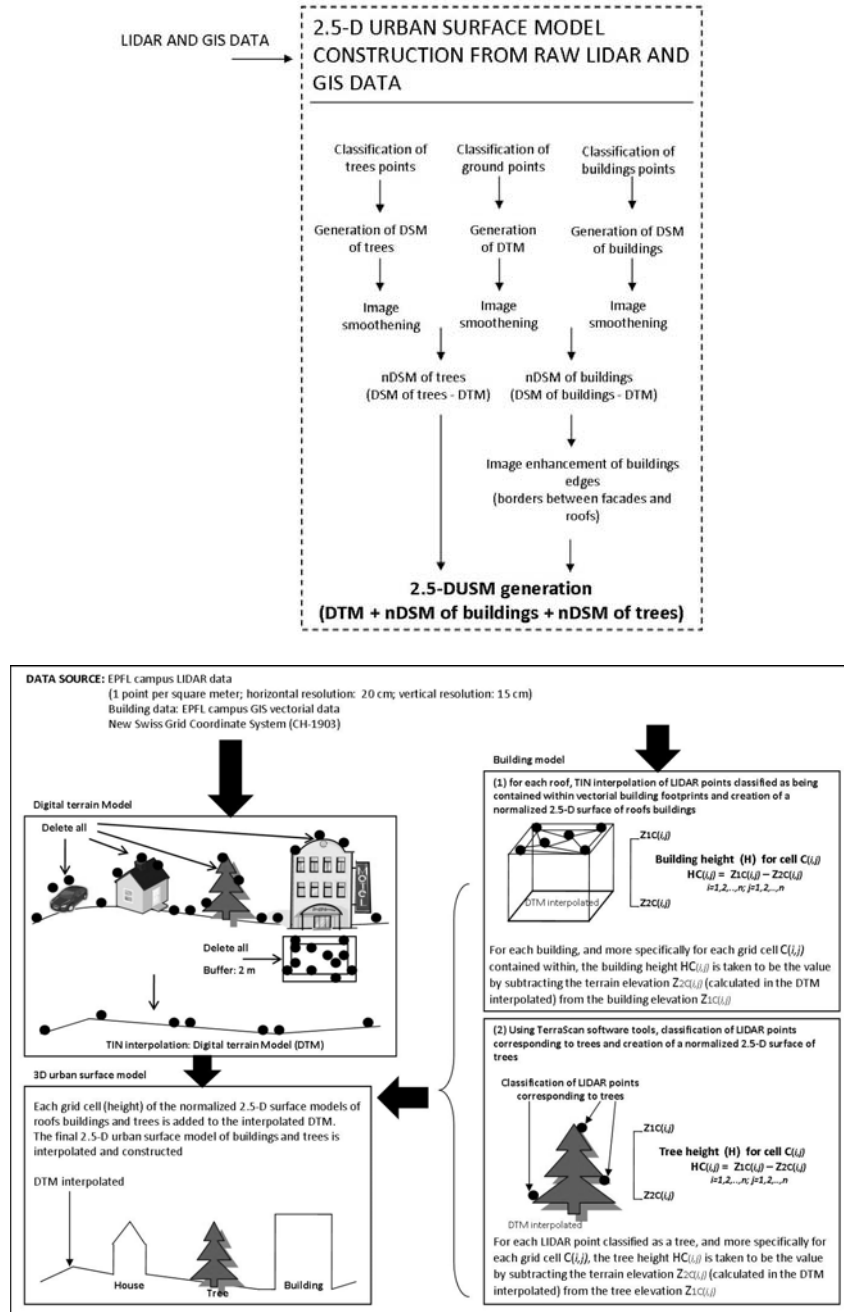 LIDAR AND GIS DATA
2.5-D URBAN SURFACE MODEL
CONSTRUCTION FROM RAW LIDAR AND
GIS DATA
Classification of
trees points
Classification of
ground points
Classification of
buildings points
Generation of DSM
of trees
Generation
of DTM
Generation of DSM
of buildings
Image
smoothening
Image
smoothening
Image
smoothening
nDSM of trees
(DSM of trees - DTM)
nDSM of buildings
(DSM of buildings - DTM)
Image enhancement of buildings
edges
(borders between facades and
roofs)
2.5-DUSM generation
(DTM + nDSM of buildings + nDSM of trees)
DATA SOURCE: EPFL campus LIDAR data
(1 point per square meter; horizontal resolution: 20 cm; vertical resolution: 15 cm)
Building data: EPFL campus GIS vectorial data
New Swiss Grid Coordinate System (CH-1903)
Digital terrain Model
Delete all
MOTEL
Delete all
Buffer: 2 m
TIN interpolation: Digital terrain Model (DTM)
3D urban surface model
Each grid cell (height) of the normalized 2.5-D surface models of
roofs buildings and trees is added to the interpolated DTM.
The final 2.5-D urban surface model of buildings and trees is
interpolated and constructed
DTM interpolated
House
Tree
Building
Building model
(1) for each roof, TIN interpolation of LIDAR points classified as being
contained within vectorial building footprints and creation of a
normalized 2.5-D surface of roofs buildings
Z1C(i,j)
Building height (H) for cell C(i,j)
HC(i,j) = Z1C(i,j) – Z2C(i,j)
i=1,2,..,n; j=1,2,..,n
DTM interpolated
Z2C(i,j)
For each building, and more specifically for each grid cell C(i,j)
contained within, the building height HC(i,j) is taken to be the value
by subtracting the terrain elevation Z2C(i,j) (calculated in the DTM
interpolated) from the building elevation Z1C(i,j)
(2) Using TerraScan software tools, classification of LIDAR points
corresponding to trees and creation of a normalized 2.5-D surface of
trees
Classification of LIDAR points
corresponding to trees
Z1C(i,j)
Tree height (H) for cell C(i,j)
HC(i,j) = Z1C(i,j) – Z2C(i,j)
i=1,2,..,n; j=1,2,..,n
Z2C(i,j)
DTM interpolated
For each LIDAR point classified as a tree, and more specifically for
each grid cell C(i,j), the tree height HC(i,j) is taken to be the value
by subtracting the terrain elevation Z2C(i,j) (calculated in the DTM
interpolated) from the tree elevation Z1C(i,j)